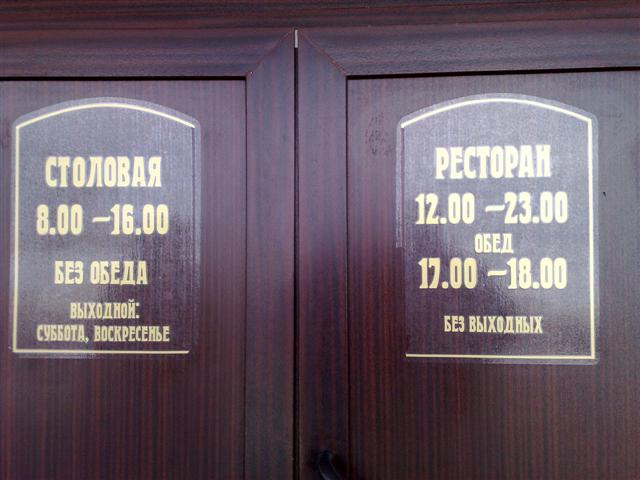 СТОЛОВАЯ
8.00 – 16.00
БЕЗ ОБЕДА
ВЫХОДНОЙ:
СУББОТА, ВОСКРЕСЕНЬЕ
РЕСТОРАН
12.00 – 23.00
ОБЕД
17.00 – 18.00
БЕЗ ВЫХОДНЫХ